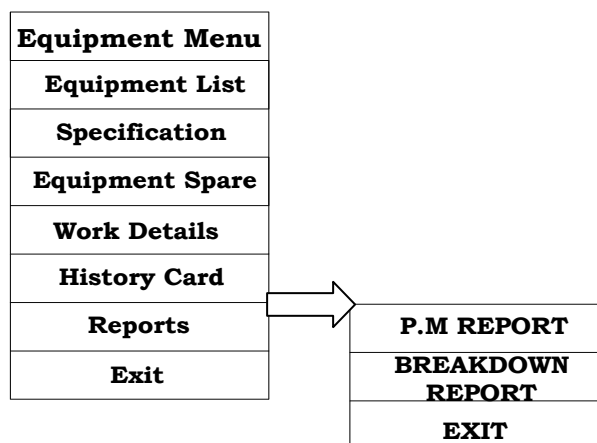 Equipment Menu
Equipment List
Specification
Equipment Spare
Work Details
History Card
Reports
Exit
P.M REPORT
BREAKDOWN
REPORT
EXIT